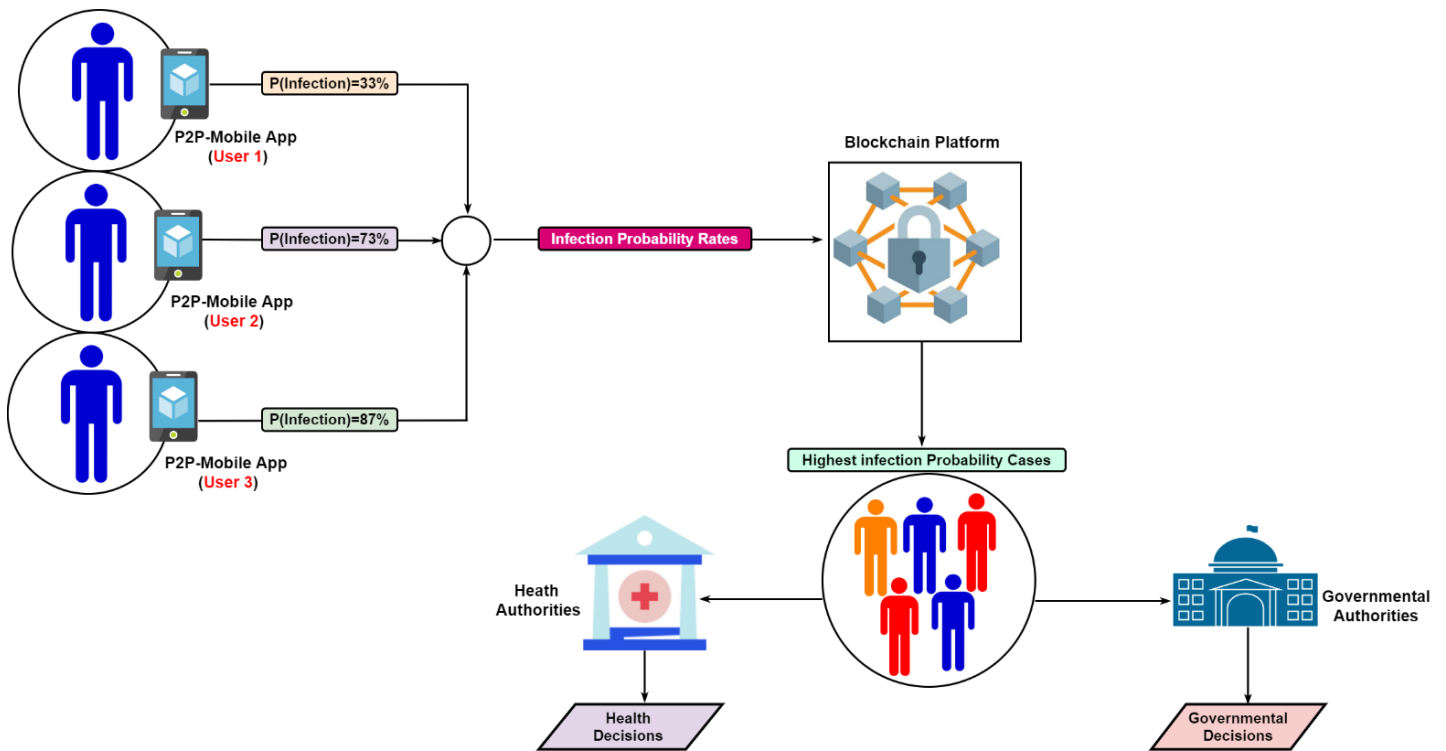 P(Infection)=33%
P2P-Mobile App
(User 1)
P(Infection)=73%
P2P-Mobile App
(User 2)
P(Infection)=87%
P2P-Mobile App
(User 3)
Infection Probability Rates
Blockchain Platform
Highest infection Probability Cases
Heath
Authorities
Governmental
Authorities
Health
Decisions
Governmental
Decisions